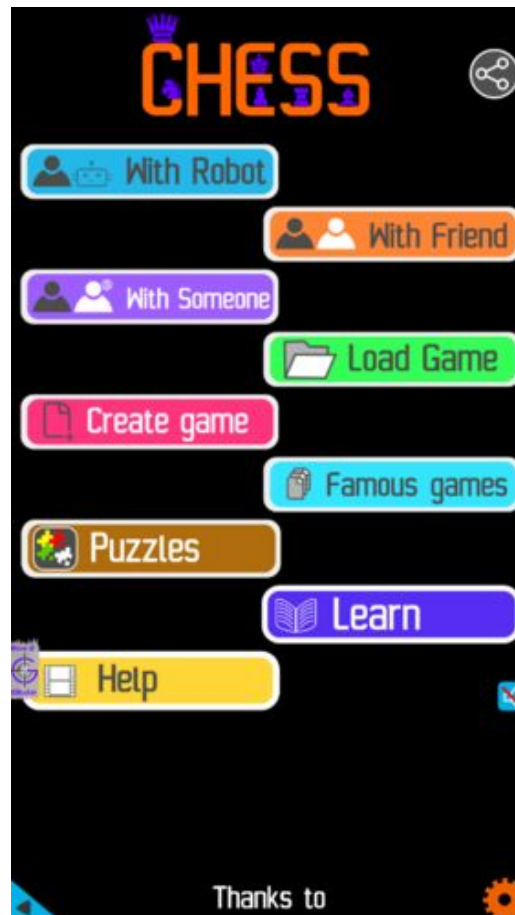 CHESS
With Robot
With Friend
With Someone
Load Game
Create game
Famous games
Puzzles
Learn
Help
Thanks to